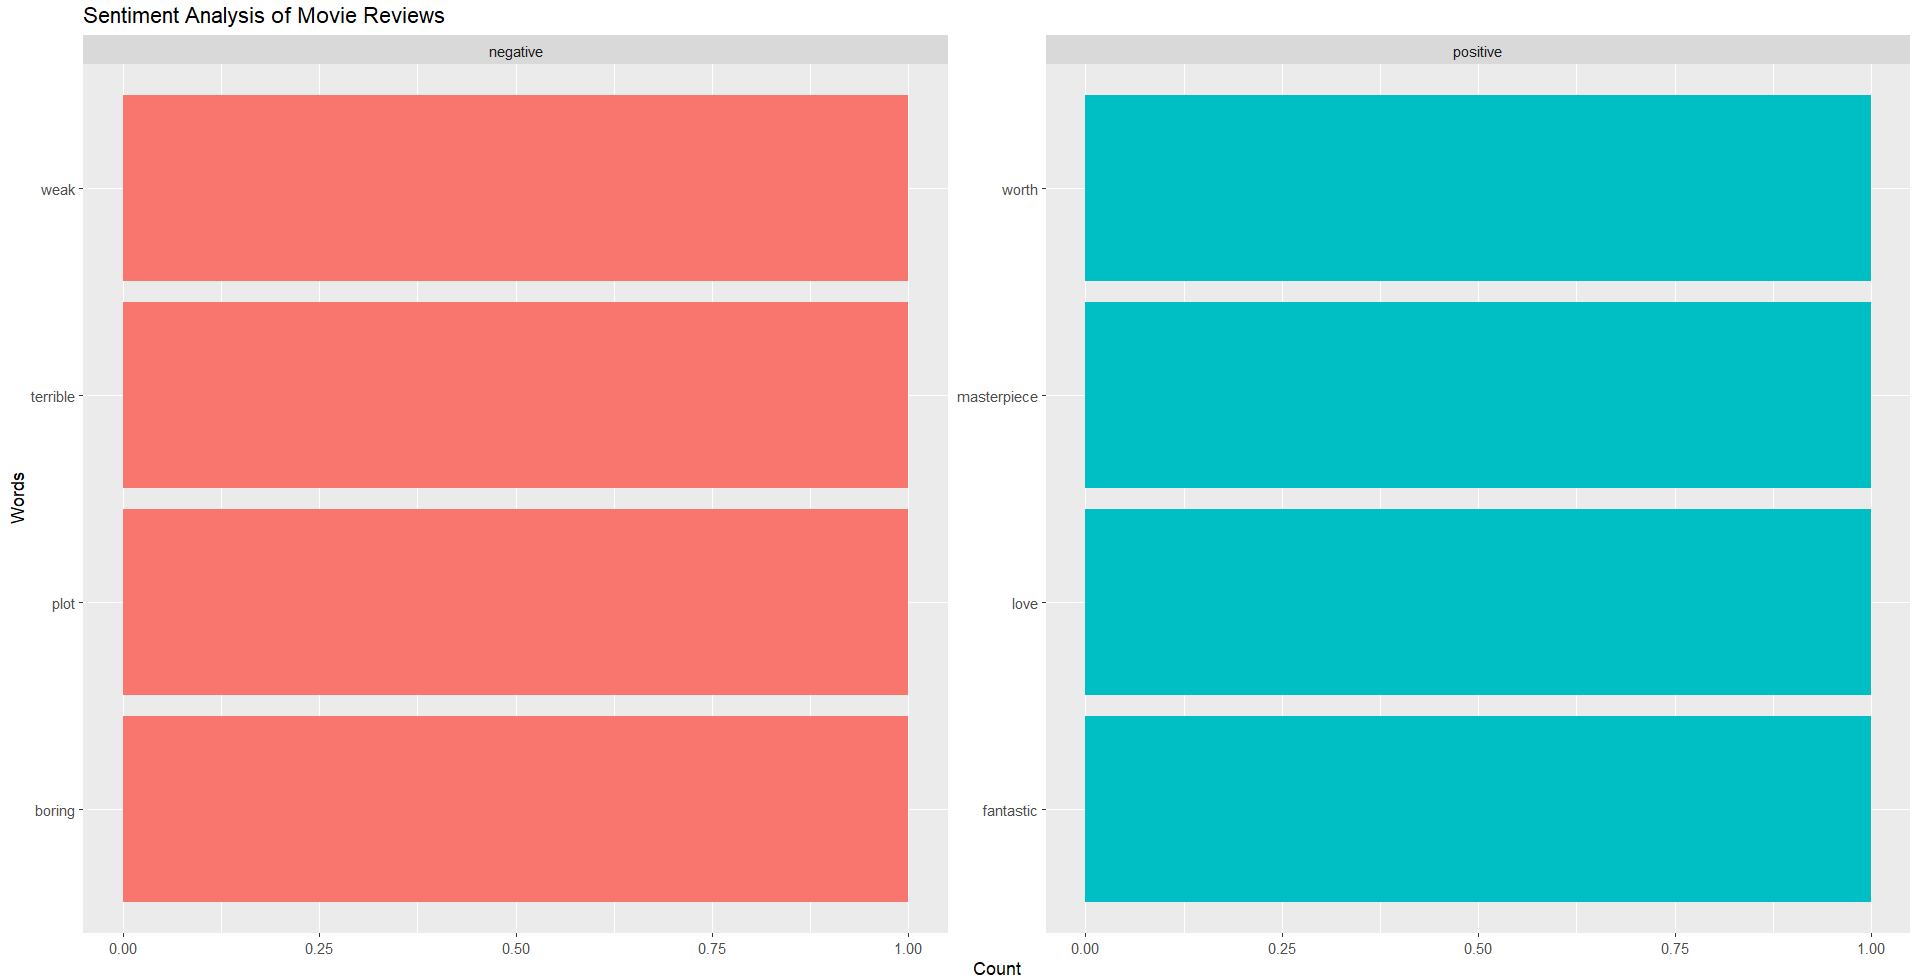 Sentiment Analysis of Movie Reviews
negative
positive
Words
weak
terrible
plot
boring
worth
masterpiece
love
fantastic
0.00 0.25 0.50 0.75 1.00
0.00 0.25 0.50 0.75 1.00
Count